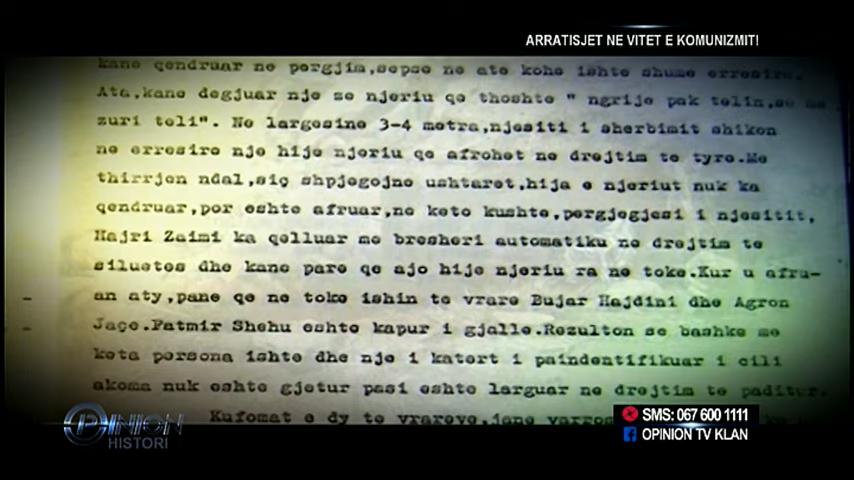 ARRATISJET NE VITET E KOMUNIZMIT!
kane qendruar ne pergjim,sepse ne ate kohe ishte shume erresire.
Ata,kane degjuar nje ze njeriu qe thoshte " ngrije pak telin,se me
zuri teli". Ne largesine 3-4 metra,njesiti i sherbimit shikon
ne erresire nje hije njeriu qe afrohet ne drejtim te tyre.Me
thirrjen ndal,siç shpjegojne ushtaret,hija e njeriut nuk ka
qendruar,por eshte afruar,ne keto kushte,pergjegjesi i njesitit,
Hajri Zaimi ka qelluar me bresheri automatiku ne drejtim te
siluetes dhe kane pare qe ajo hije njeriu ra ne toke.Kur u afru-
an aty,pane qe ne toke ishin te vrare Bujar Hajdini dhe Agron
Jaçe.Fatmir Shehu eshte kapur i gjalle.Rezulton se bashke me
keta persona ishte dhe nje i katert i paindentifikuar i cili
akoma nuk eshte gjetur pasi eshte larguar ne drejtim te paditur.
Kufomat e dy te vrareve,jane
OPINION
HISTORI
SMS: 067 600 1111
OPINION TV KLAN